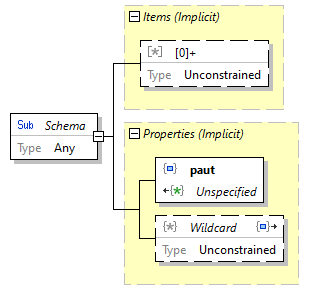 Items (Implicit)
[0]+
Type Unconstrained
Sub Schema
Type Any
Properties (Implicit)
paut
Unspecified
Wildcard
Type Unconstrained